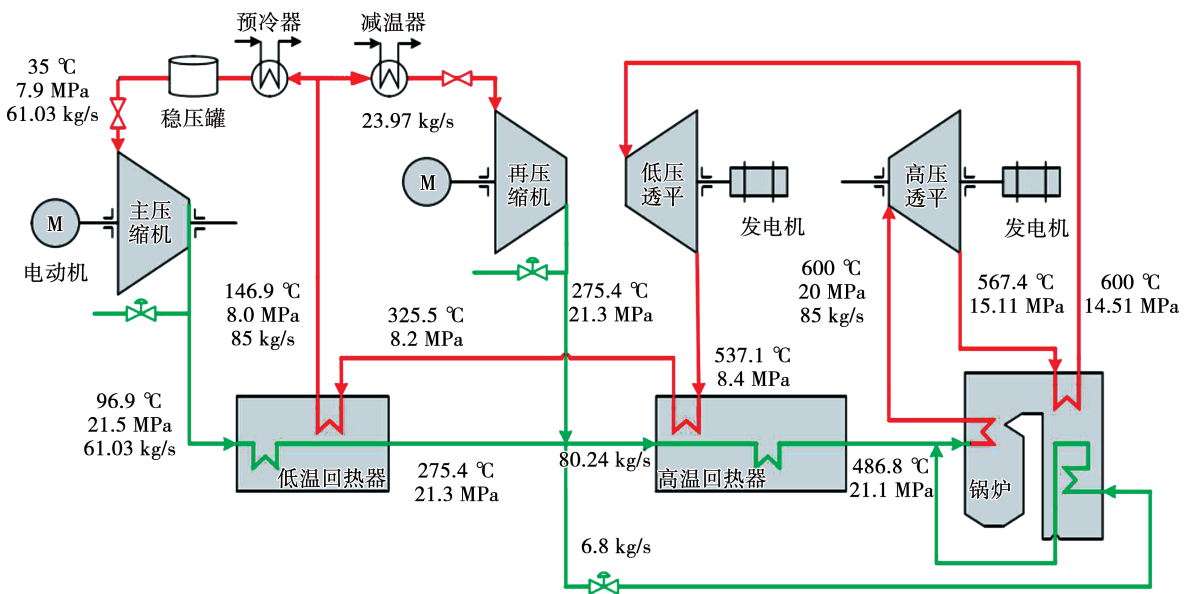 预冷器
减温器
35 ℃
7.9 MPa
61.03 kg/s
稳压罐
23.97 kg/s
M
主压
缩机
电动机
M
再压
缩机
低压
透平
发电机
高压
透平
发电机
146.9 ℃
8.0 MPa
85 kg/s
325.5 ℃
8.2 MPa
275.4 ℃
21.3 MPa
537.1 ℃
8.4 MPa
600 ℃
20 MPa
85 kg/s
567.4 ℃
15.11 MPa
600 ℃
14.51 MPa
96.9 ℃
21.5 MPa
61.03 kg/s
低温回热器
275.4 ℃
21.3 MPa
80.24 kg/s
高温回热器
486.8 ℃
21.1 MPa
锅炉
6.8 kg/s